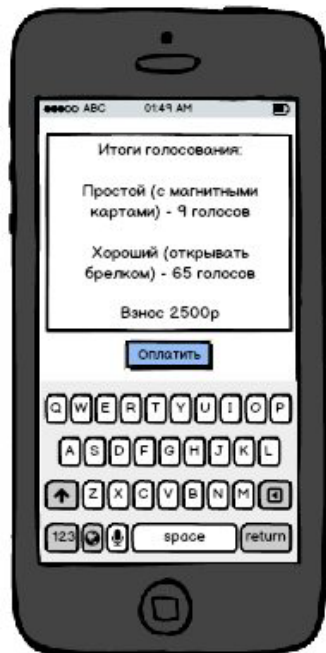 ABC 01:49 AM
Итоги голосования:
Простой (с магнитными
картами) - 9 голосов
Хороший (открывать
брелком) - 65 голосов
Взнос 2500р
Оплатить
Q W E R T Y U I O P
A S D F G H J K L
Z X C V B N M
123 space return